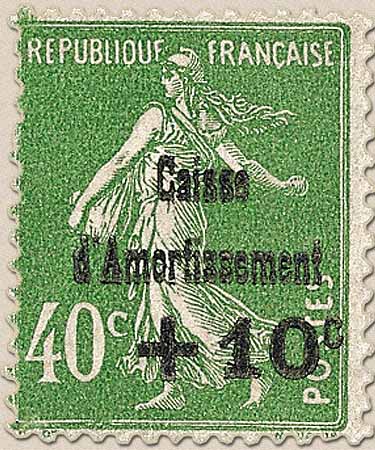 REPUBLIQUE FRANÇAISE
Caisse
d'Amortissement
40c
+ 10c
POSTES